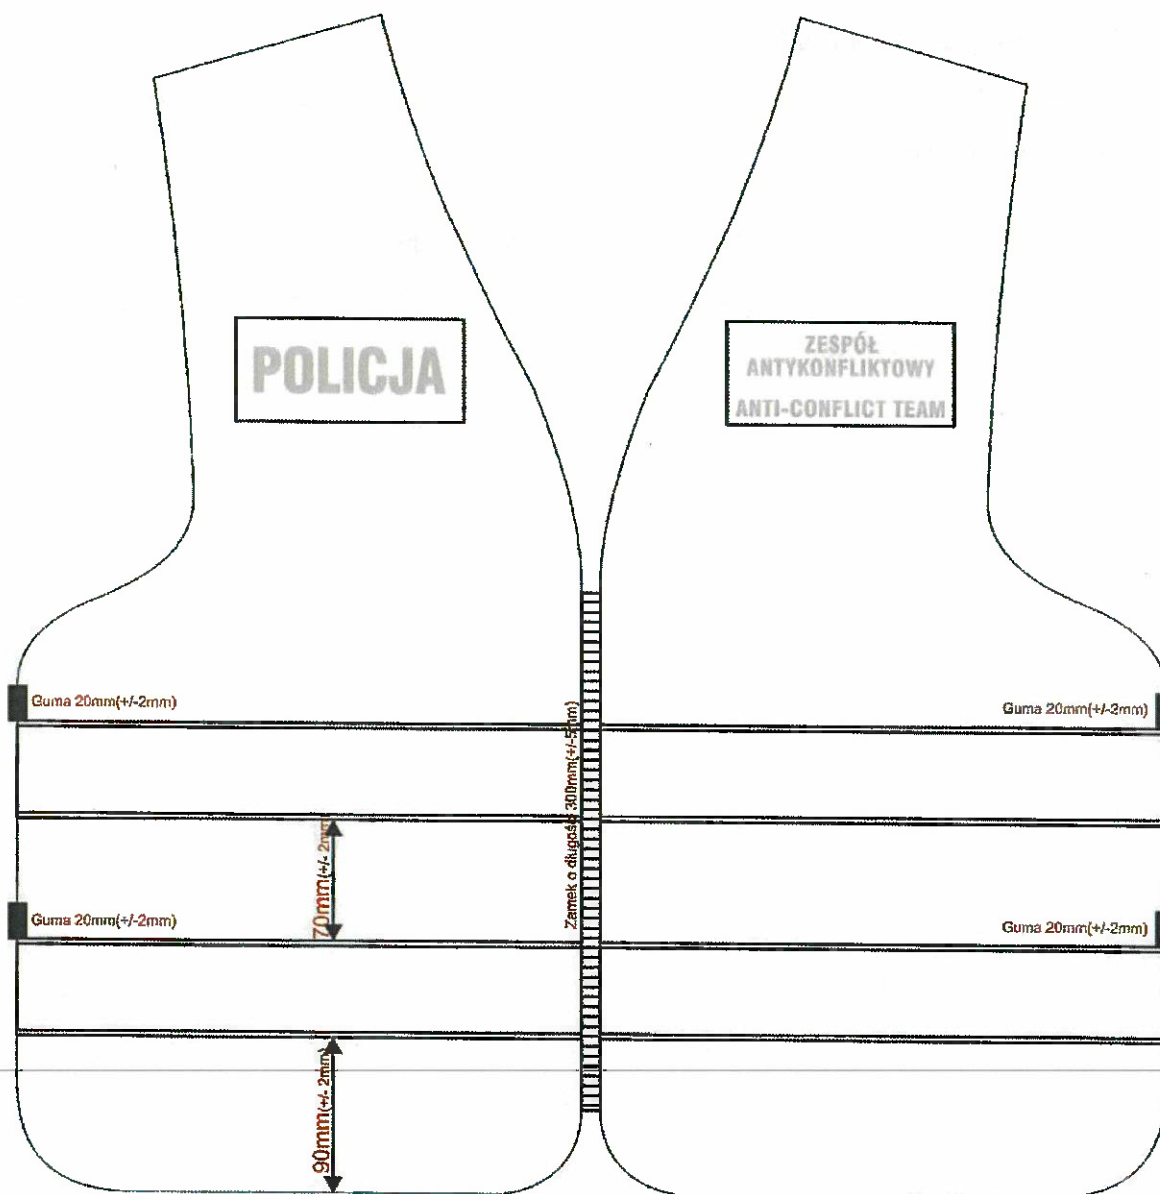 POLICJA
ZESPÓŁ
ANTYKONFLIKTOWY
ANTI-CONFLICT TEAM
Guma 20mm(+/-2mm)
Guma 20mm(+/-2mm)
Zamek o długości 300mm(+/-5mm)
70mm(+/- 2mm)
Guma 20mm(+/-2mm)
Guma 20mm(+/-2mm)
90mm(+/- 2mm)